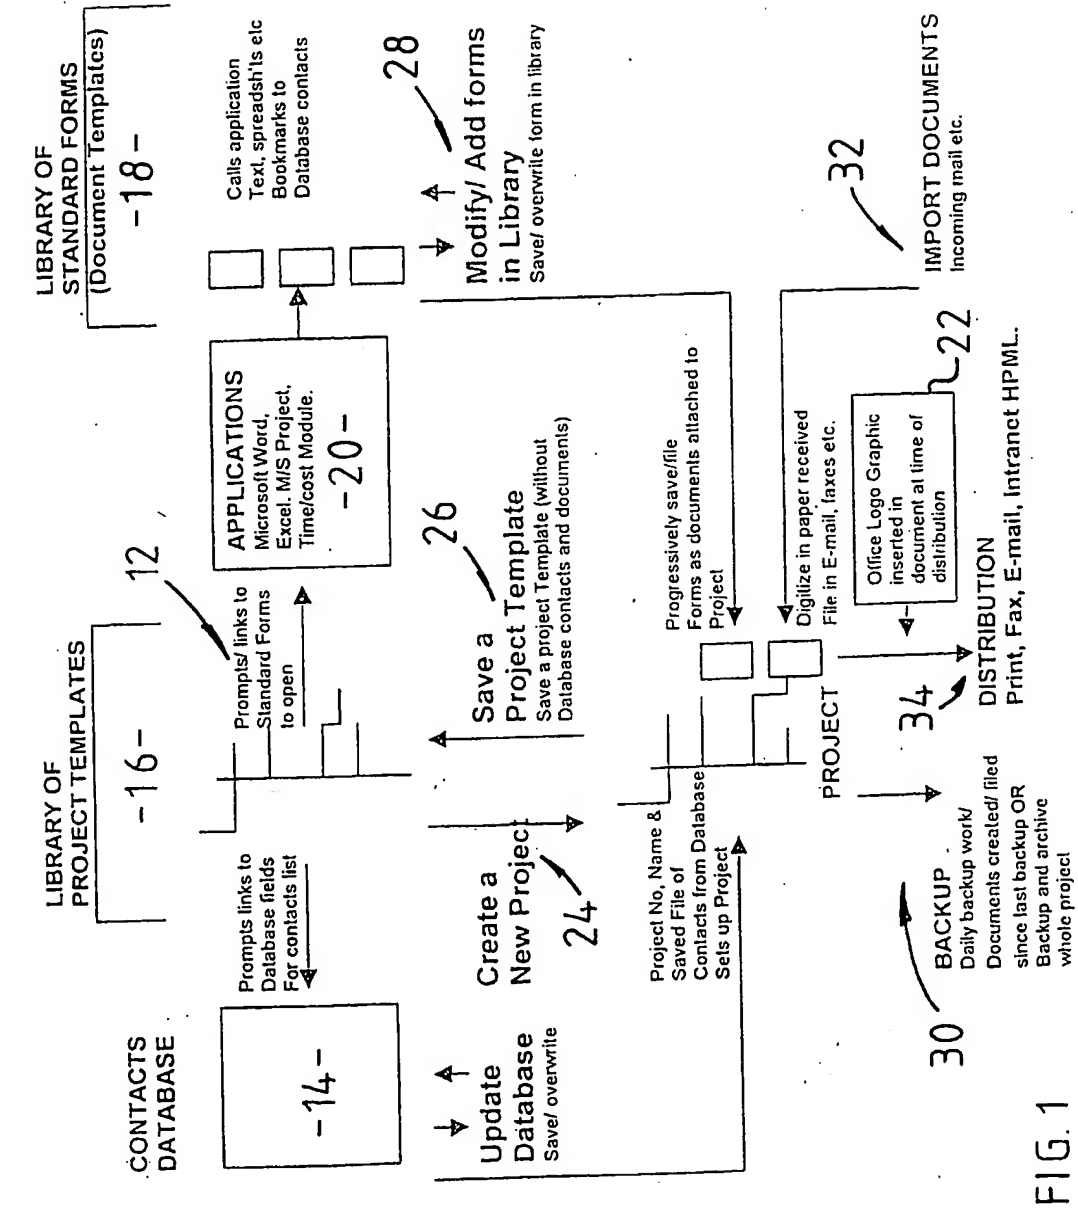 CONTACTS
DATABASE
-14-
Update
Database
Save/ overwrite
LIBRARY OF
PROJECT TEMPLATES
-16-
12
Prompts links to
Database fields
For contacts list
Prompts/ links to
Standard Forms
to open
Create a
New Project
24
26
Save a
Project Template
Save a project Template (without
Database contacts and documents)
LIBRARY OF
STANDARD FORMS
(Document Templates)
-18-
APPLICATIONS
Microsoft Word,
Excel. M/S Project,
Time/cost Module.
-20-
Calls application
Text, spreadsh'ts etc
Bookmarks to
Database contacts
28
Modify/ Add forms
in Library
Save/ overwrite form in library
Project No, Name &
Saved File of
Contacts from Database
Sets up Project
PROJECT
Progressively save/file
Forms as documents attached to
Project
Digilize in paper received
File in E-mail, faxes etc.
32
IMPORT DOCUMENTS
Incoming mail etc.
Office Logo Graphic
inserted in
document at time of
distribution
22
30
BACKUP
Daily backup work/
Documents created/ filed
since last backup OR
Backup and archive
whole project
34
DISTRIBUTION
Print, Fax, E-mail, Intranct HPML.
FIG. 1